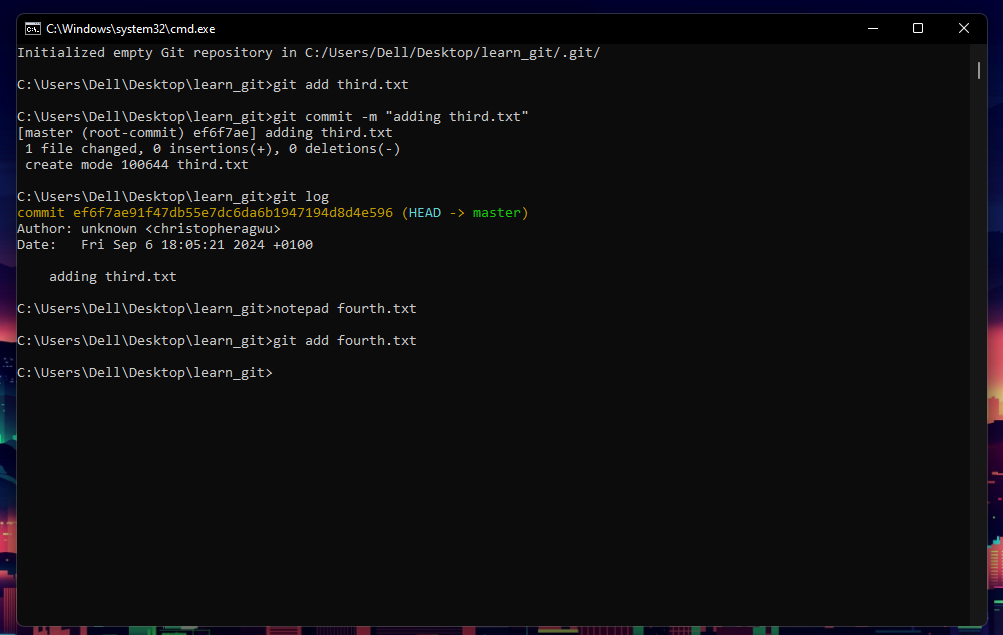 C:\Windows\system32\cmd.exe
Initialized empty Git repository in C:/Users/Dell/Desktop/learn_git/.git/
C:\Users\Dell\Desktop\learn_git>git add third.txt
C:\Users\Dell\Desktop\learn_git>git commit -m "adding third.txt"
[master (root-commit) ef6f7ae] adding third.txt
 1 file changed, 0 insertions(+), 0 deletions(-)
 create mode 100644 third.txt
C:\Users\Dell\Desktop\learn_git>git log
commit ef6f7ae91f47db55e7dc6da6b1947194d8d4e596 (HEAD -> master)
Author: unknown <christopheragwu>
Date:   Fri Sep 6 18:05:21 2024 +0100
    adding third.txt
C:\Users\Dell\Desktop\learn_git>notepad fourth.txt
C:\Users\Dell\Desktop\learn_git>git add fourth.txt
C:\Users\Dell\Desktop\learn_git>